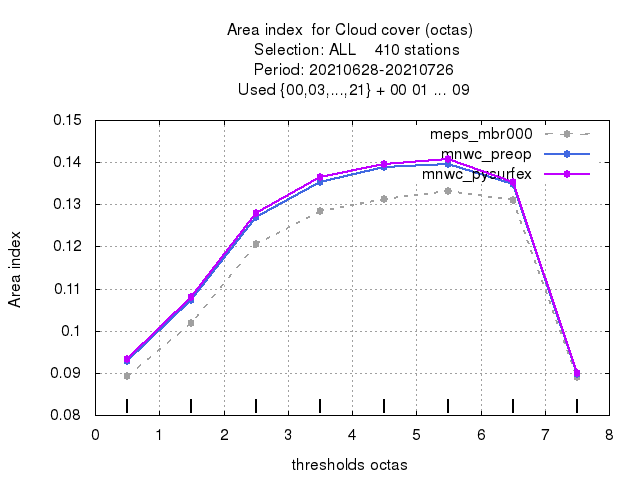 Area index  for Cloud cover (octas)
Selection: ALL    410 stations
Period: 20210628-20210726
Used {00,03,...,21} + 00 01 ... 09
0.15
0.14
0.13
0.12
0.11
0.1
0.09
0.08
Area index
meps_mbr000
mnwc_preop
mnwc_pysurfex
0 1 2 3 4 5 6 7 8
thresholds octas